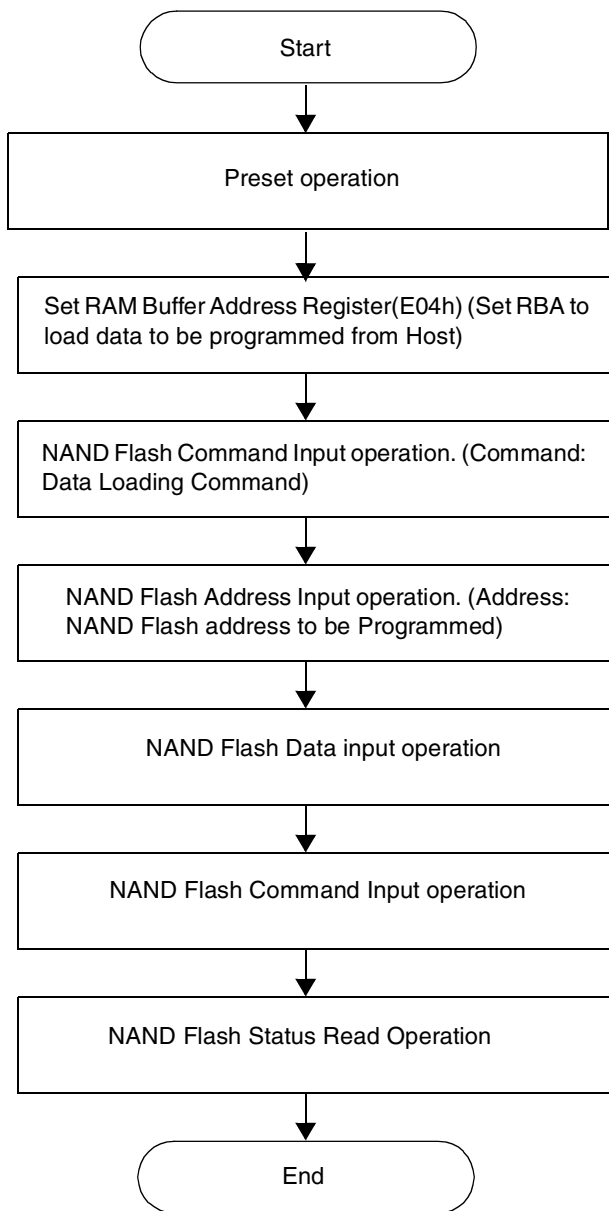 Start
Preset operation
Set RAM Buffer Address Register(E04h) (Set RBA to
load data to be programmed from Host)
NAND Flash Command Input operation. (Command:
Data Loading Command)
NAND Flash Address Input operation. (Address:
NAND Flash address to be Programmed)
NAND Flash Data input operation
NAND Flash Command Input operation
NAND Flash Status Read Operation
End